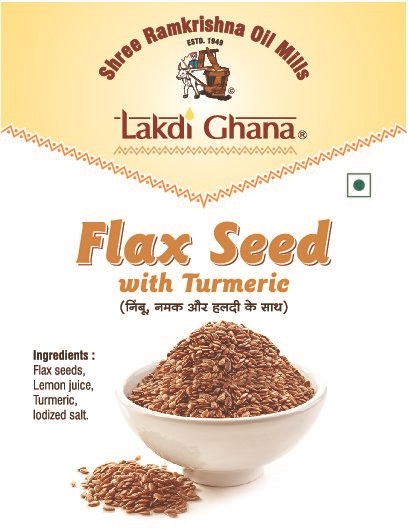 Shree Ramkrishna Oil Mills
ESTD. 1949
©
Lakdi Ghana®
Flax Seed
with Turmeric
(निंबू, नमक और हलदी के साथ)
Ingredients :
Flax seeds,
Lemon juice,
Turmeric,
Iodized salt.